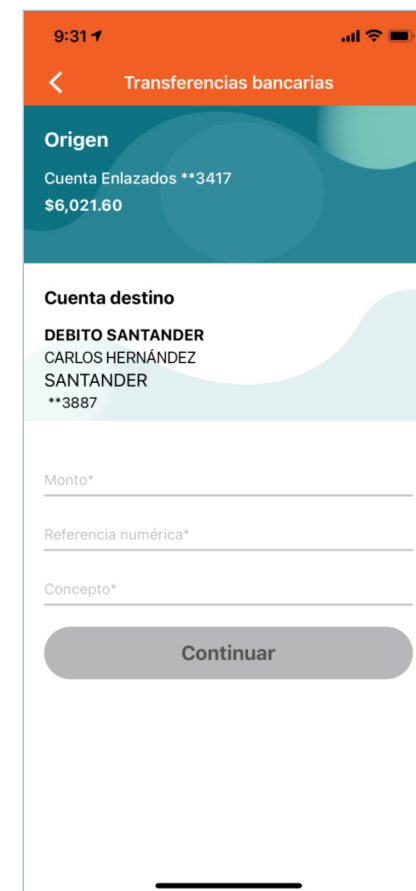 9:31
Transferencias bancarias
Origen
Cuenta Enlazados **3417
$6,021.60
Cuenta destino
DEBITO SANTANDER
CARLOS HERNÁNDEZ
SANTANDER
**3887
Monto*
Referencia numérica*
Concepto*
Continuar